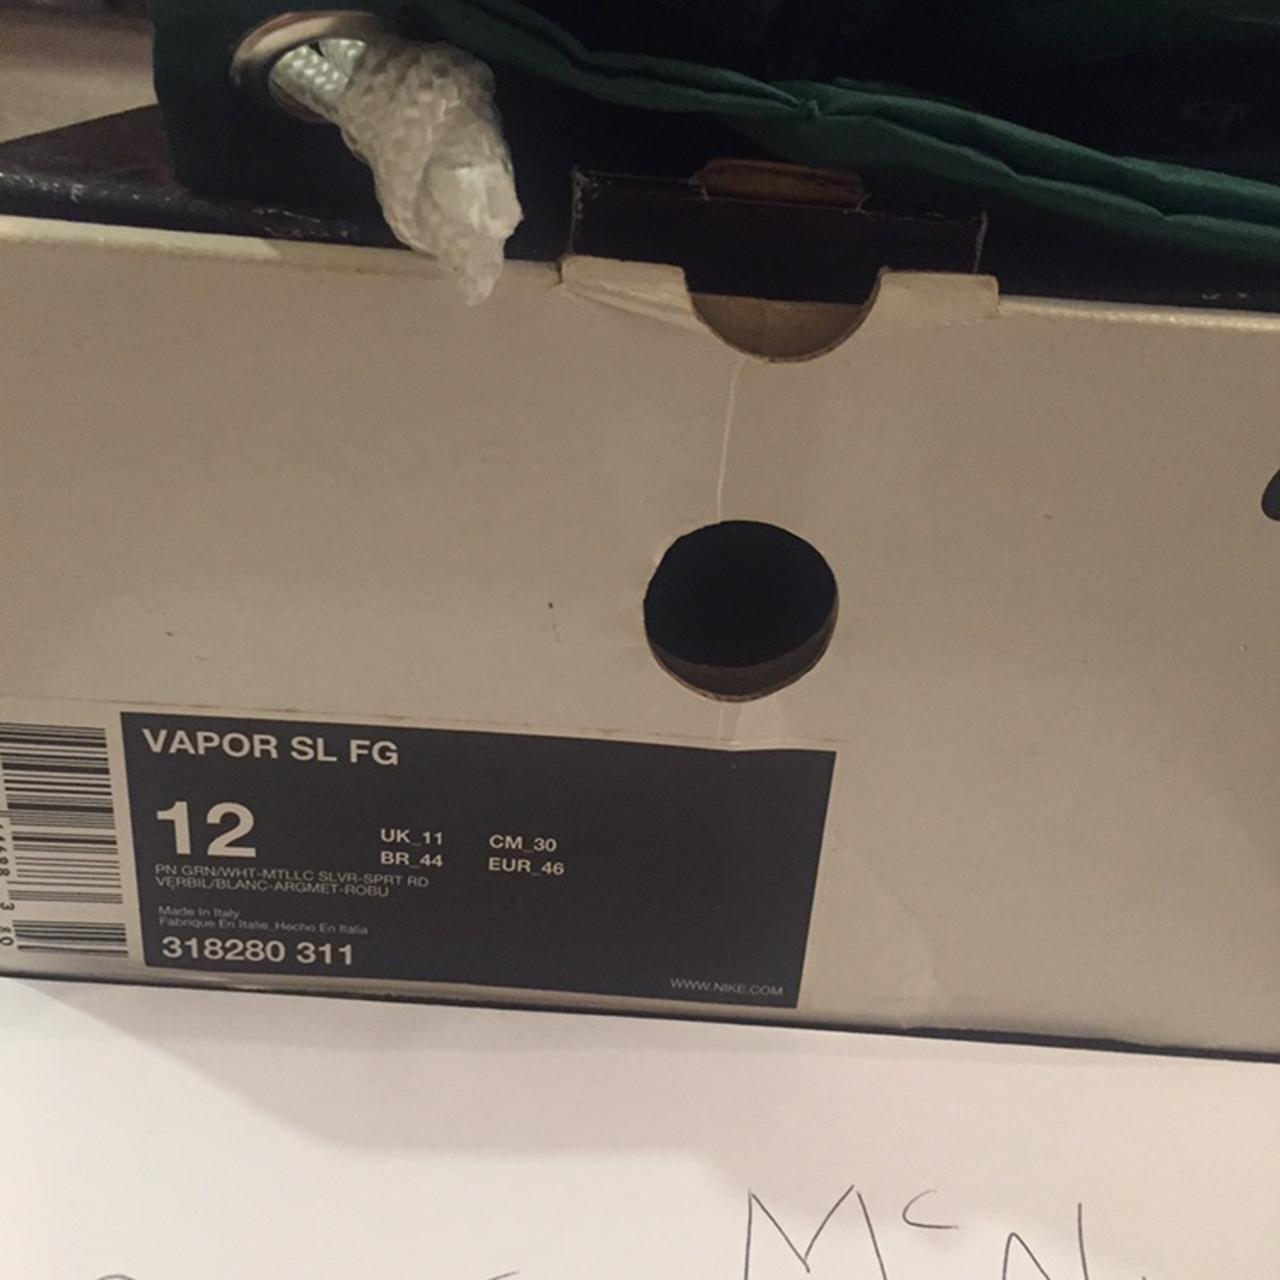 VAPOR SL FG
12
UK_11 CM_30
BR_44 EUR_46
PN GRN/WHT-MTLLC SLVR-SPRT RD
VERBIL/BLANC-ARGMET-ROBU
Made In Italy
Fabrique En Italie_Hecho En Italia
318280 311
WWW.NIKE.COM